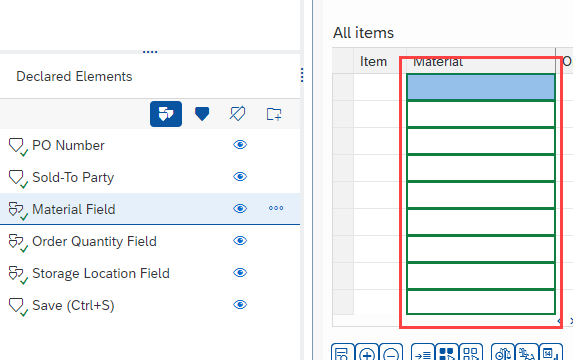 All items
Declared Elements
Item
Material
PO Number
Sold-To Party
Material Field
Order Quantity Field
Storage Location Field
Save (Ctrl+S)